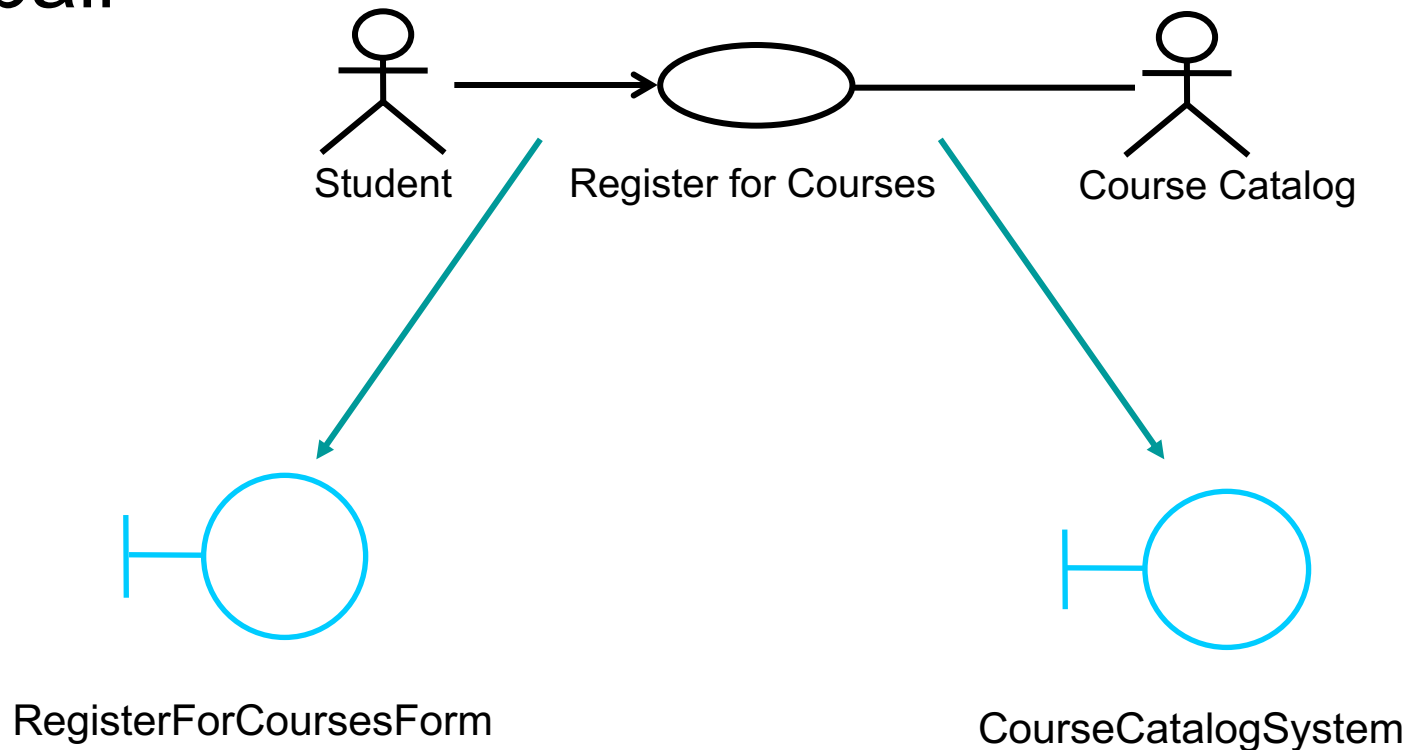 Student
Register for Courses
Course Catalog
RegisterForCoursesForm
CourseCatalogSystem